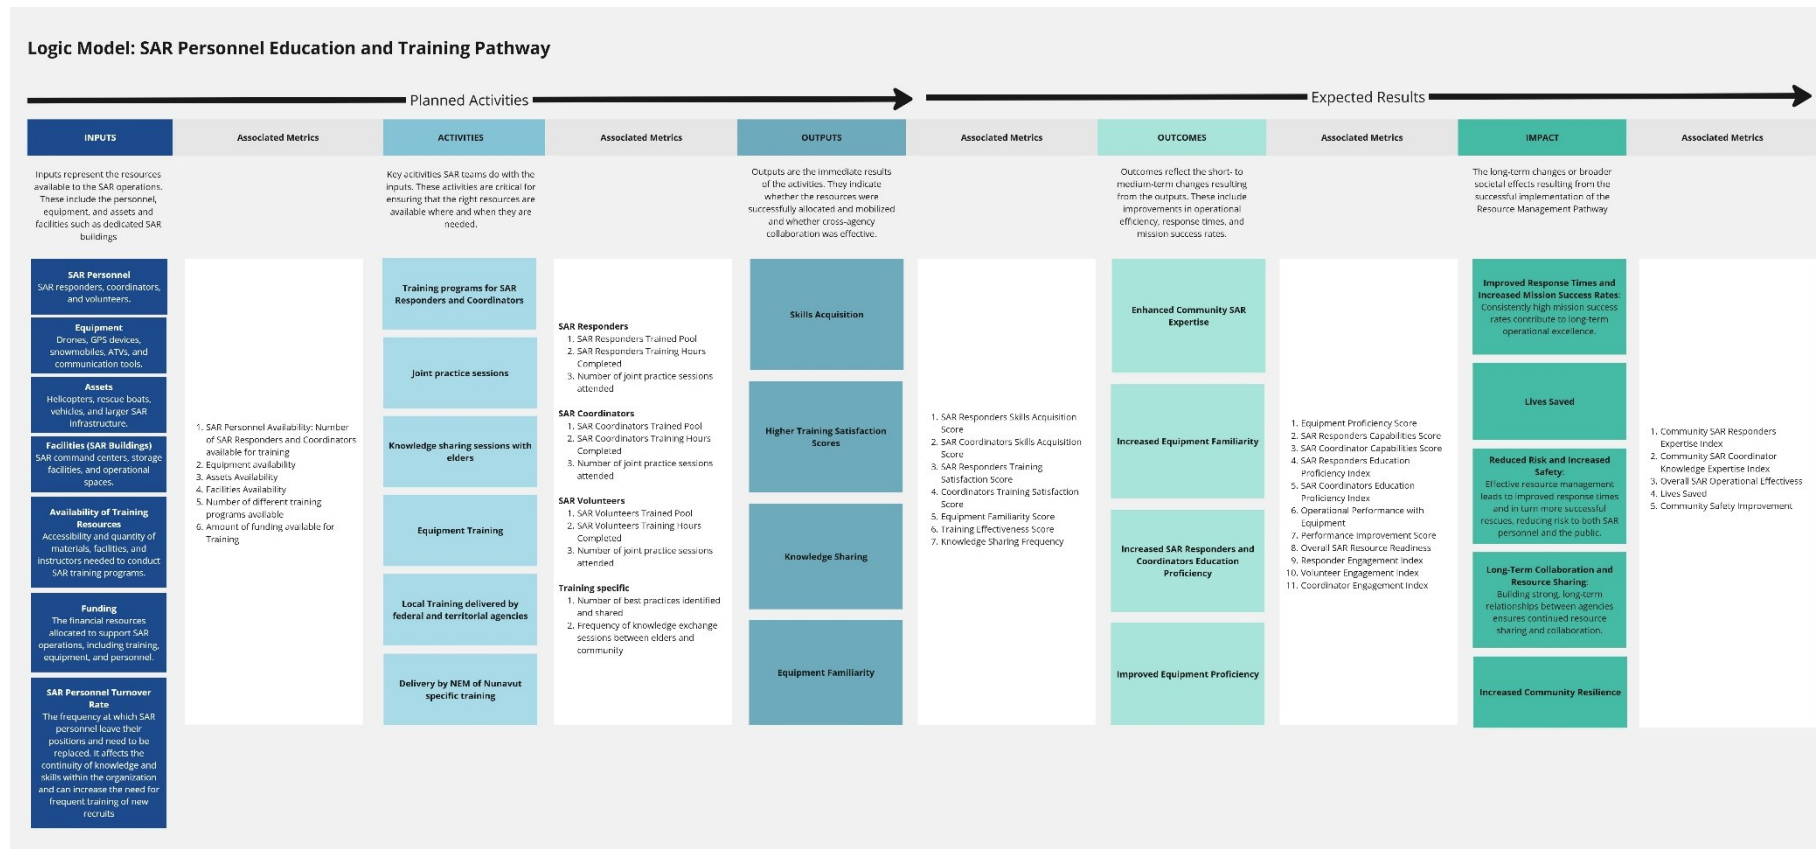 Logic Model: SAR Personnel Education and Training Pathway
Planned Activities
Expected Results
INPUTS
Associated Metrics
ACTIVITIES
Associated Metrics
OUTPUTS
Associated Metrics
OUTCOMES
Associated Metrics
IMPACT
Associated Metrics
Inputs represent the resources
available to the SAR operations.
These include the personnel,
equipment, and assets and
facilities such as dedicated SAR
buildings
Key acitivities SAR teams do with the
inputs. These activities are critical for
ensuring that the right resources are
available where and when they are
needed.
Outputs are the immediate results
of the activities. They indicate
whether the resources were
successfully allocated and mobilized
and whether cross-agency
collaboration was effective.
Outcomes reflect the short- to
medium-term changes resulting
from the outputs. These include
improvements in operational
efficiency, response times, and
mission success rates.
The long-term changes or broader
societal effects resulting from the
successful implementation of the
Resource Management Pathway
SAR Personnel
SAR responders, coordinators,
and volunteers.
Equipment
Drones, GPS devices,
snowmobiles, ATVs, and
communication tools.
Assets
Helicopters, rescue boats,
vehicles, and larger SAR
infrastructure.
Facilities (SAR Buildings)
SAR command centers, storage
facilities, and operational
spaces.
Availability of Training
Resources
Accessibility and quantity of
materials, facilities, and
instructors needed to conduct
SAR training programs.
Funding
The financial resources
allocated to support SAR
operations, including training,
equipment, and personnel.
SAR Personnel Turnover
Rate
The frequency at which SAR
personnel leave their
positions and need to be
replaced. It affects the
continuity of knowledge and
skills within the organization
and can increase the need for
frequent training of new
recruits
1. SAR Personnel Availability: Number
of SAR Responders and Coordinators
available for training
2. Equipment availability
3. Assets Availability
4. Facilities Availability
5. Number of different training
programs available
6. Amount of funding available for
Training
Training programs for SAR
Responders and Coordinators
Joint practice sessions
Knowledge sharing sessions with
elders
Equipment Training
Local Training delivered by
federal and territorial agencies
Delivery by NEM of Nunavut
specific training
SAR Responders
1. SAR Responders Trained Pool
2. SAR Responders Training Hours
Completed
3. Number of joint practice sessions
attended
SAR Coordinators
1. SAR Coordinators Trained Pool
2. SAR Coordinators Training Hours
Completed
3. Number of joint practice sessions
attended
SAR Volunteers
1. SAR Volunteers Trained Pool
2. SAR Volunteers Training Hours
Completed
3. Number of joint practice sessions
attended
Training specific
1. Number of best practices identified
and shared
2. Frequency of knowledge exchange
sessions between elders and
community
Skills Acquisition
Higher Training Satisfaction
Scores
Knowledge Sharing
Equipment Familiarity
1. SAR Responders Skills Acquisition
Score
2. SAR Coordinators Skills Acquisition
Score
3. SAR Responders Training
Satisfaction Score
4. Coordinators Training Satisfaction
Score
5. Equipment Familiarity Score
6. Training Effectiveness Score
7. Knowledge Sharing Frequency
Enhanced Community SAR
Expertise
Increased Equipment Familiarity
Increased SAR Responders and
Coordinators Education
Proficiency
Improved Equipment Proficiency
1. Equipment Proficiency Score
2. SAR Responders Capabilities Score
3. SAR Coordinator Capabilities Score
4. SAR Responders Education
Proficiency Index
5. SAR Coordinators Education
Proficiency Index
6. Operational Performance with
Equipment
7. Performance Improvement Score
8. Overall SAR Resource Readiness
9. Responder Engagement Index
10. Volunteer Engagement Index
11. Coordinator Engagement Index
Improved Response Times and
Increased Mission Success Rates:
Consistently high mission success
rates contribute to long-term
operational excellence.
Lives Saved
Reduced Risk and Increased
Safety:
Effective resource management
leads to improved response times
and in turn more successful
rescues, reducing risk to both SAR
personnel and the public.
Long-Term Collaboration and
Resource Sharing:
Building strong, long-term
relationships between agencies
ensures continued resource
sharing and collaboration.
Increased Community Resilience
1. Community SAR Responders
Expertise Index
2. Community SAR Coordinator
Knowledge Expertise Index
3. Overall SAR Operational Effectivess
4. Lives Saved
5. Community Safety Improvement